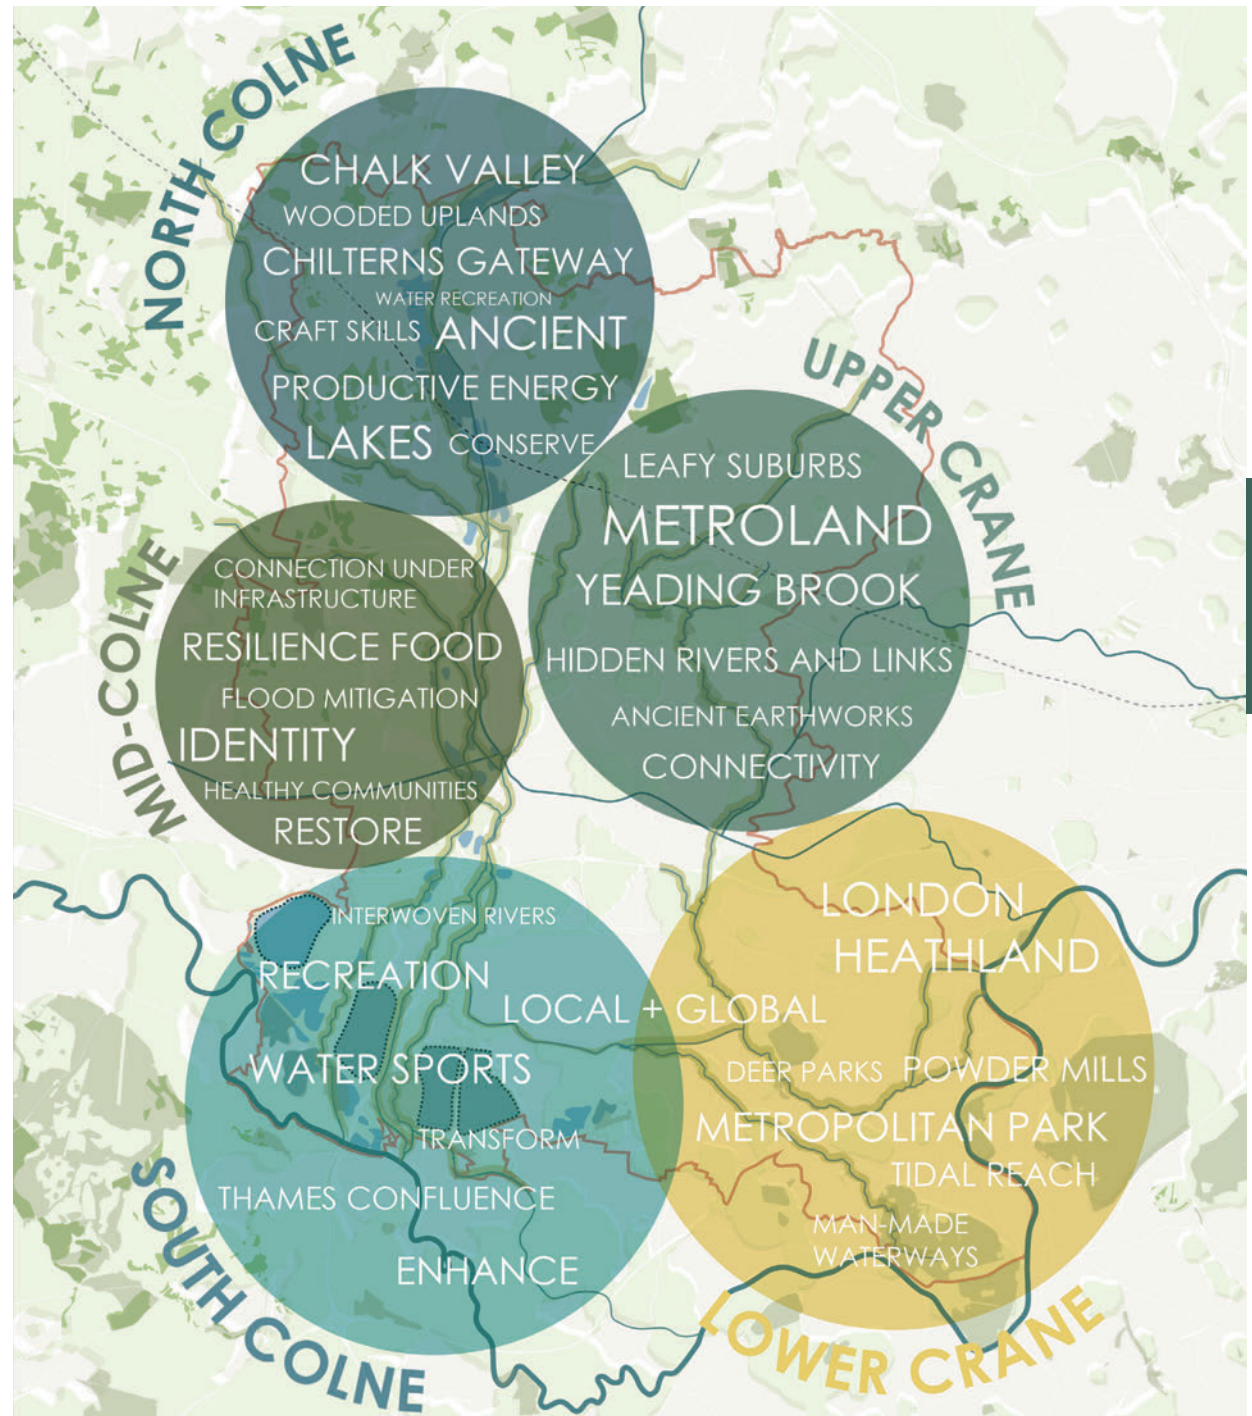 NORTH COLNE
CHALK VALLEY
WOODED UPLANDS
CHILTERNS GATEWAY
WATER RECREATION
CRAFT SKILLS ANCIENT
PRODUCTIVE ENERGY
LAKES CONSERVE
UPPER CRANE
LEAFY SUBURBS
METROLAND
YEADING BROOK
HIDDEN RIVERS AND LINKS
ANCIENT EARTHWORKS
CONNECTIVITY
MID-COLNE
CONNECTION UNDER
INFRASTRUCTURE
RESILIENCE FOOD
FLOOD MITIGATION
IDENTITY
HEALTHY COMMUNITIES
RESTORE
INTERWOVEN RIVERS
RECREATION
LOCAL + GLOBAL
WATER SPORTS
TRANSFORM
THAMES CONFLUENCE
ENHANCE
SOUTH COLNE
LONDON
HEATHLAND
DEER PARKS POWDER MILLS
METROPOLITAN PARK
TIDAL REACH
MAN-MADE
WATERWAYS
LOWER CRANE